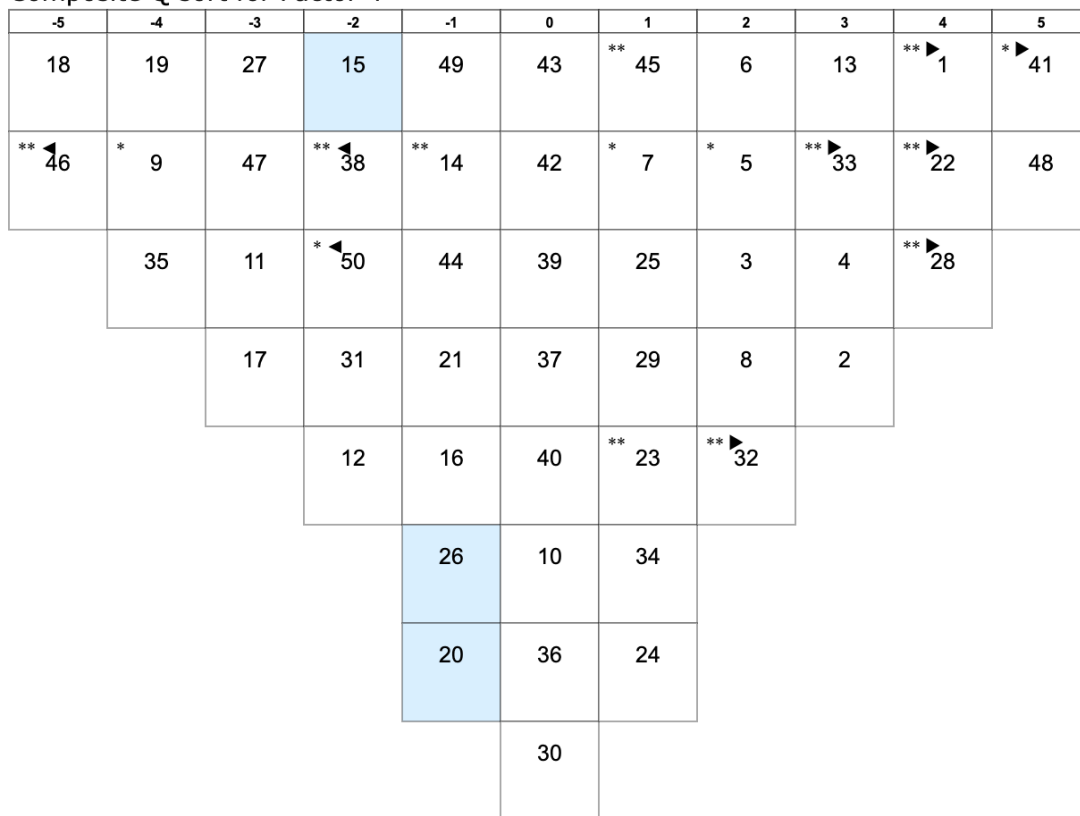 -5 -4 -3 -2 -1 0 1 2 3 4 5
18 19 27 15 49 43 ** 45 6 13 ** ► 1 * ► 41
** ◄ 46 * 9 47 ** ◄ 38 ** 14 42 * 7 * 5 ** ► 33 ** ► 22 48
35 11 * ◄ 50 44 39 25 3 4 ** ► 28
17 31 21 37 29 8 2
12 16 40 ** 23 ** ► 32
26 10 34
20 36 24
30